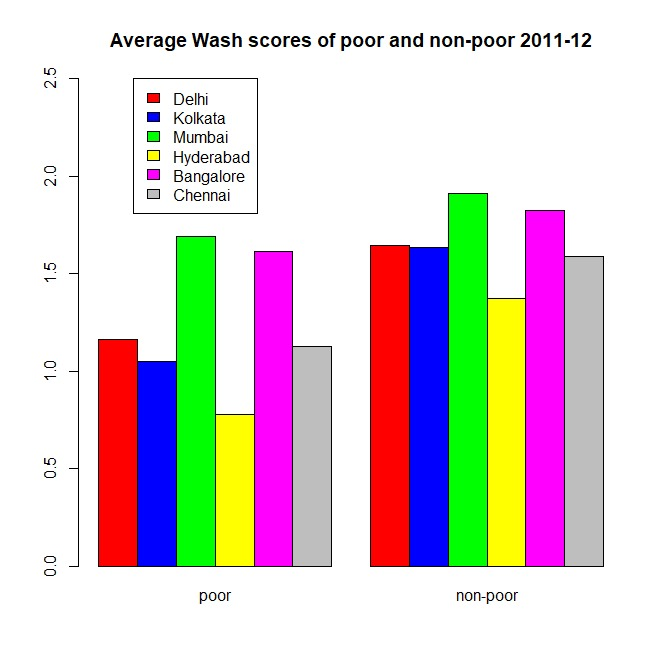 Average Wash scores of poor and non-poor 2011-12
2.5
2.0
1.5
1.0
0.5
0.0
Delhi
Kolkata
Mumbai
Hyderabad
Bangalore
Chennai
poor
non-poor